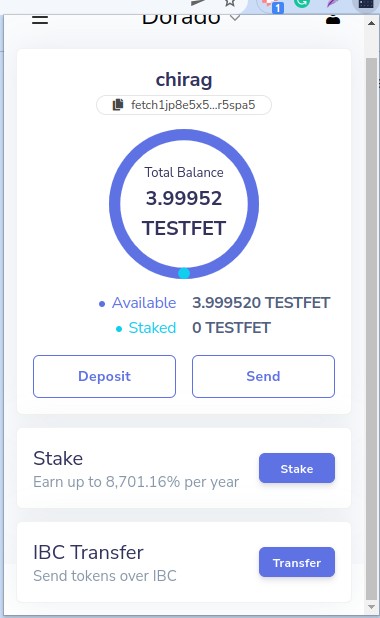 Dorado
1
chirag
fetch1jp8e5x5...r5spa5
Total Balance
3.99952
TESTFET
Available 3.999520 TESTFET
Staked 0 TESTFET
Deposit Send
Stake
Earn up to 8,701.16% per year
Stake
IBC Transfer
Send tokens over IBC
Transfer